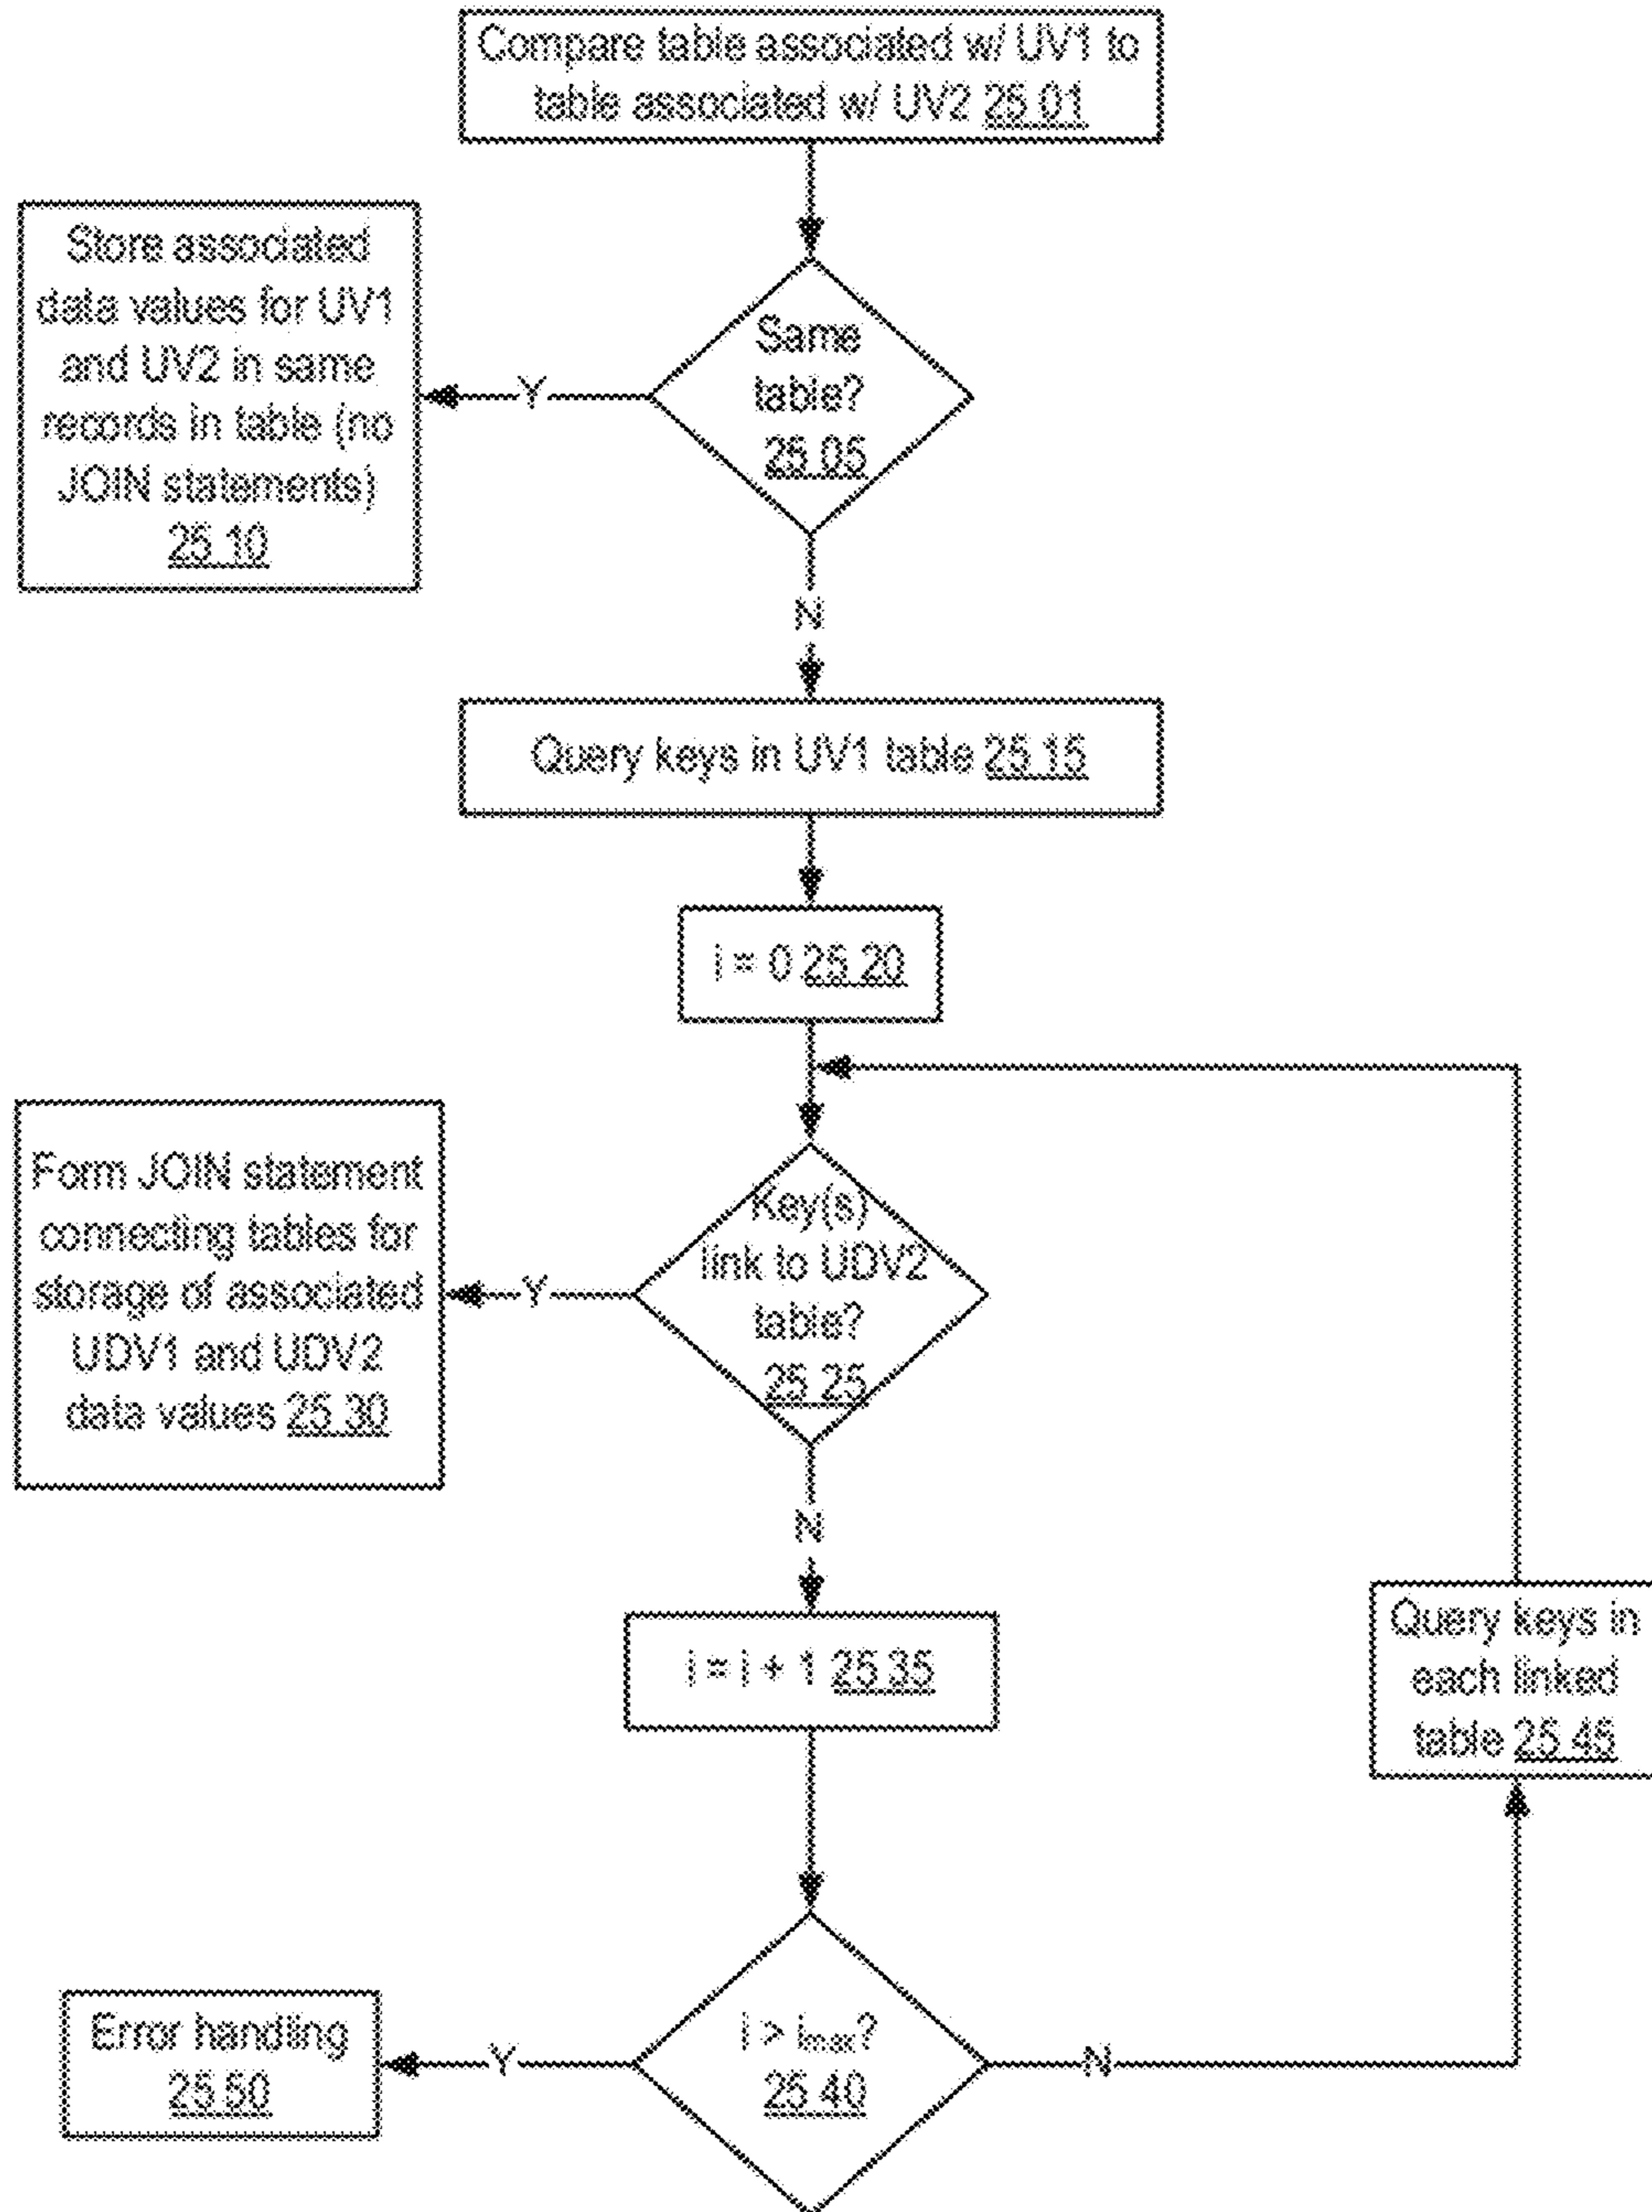 Compare table associated w/ UV1 to
table associated w/ UV2 25.01
Store associated
data values for UV1
and UV2 in same
records in table (no
JOIN statements)
25.10
Same
table?
25.05
Y
N
Query keys in UV1 table 25.15
i = 0 25.20
Form JOIN statement
connecting tables for
storage of associated
UDV1 and UDV2
data values 25.30
Key(s)
link to UDV2
table?
25.25
Y
N
i = i + 1 25.35
Query keys in
each linked
table 25.45
Error handling
25.50
Y
i > imax?
25.40
N